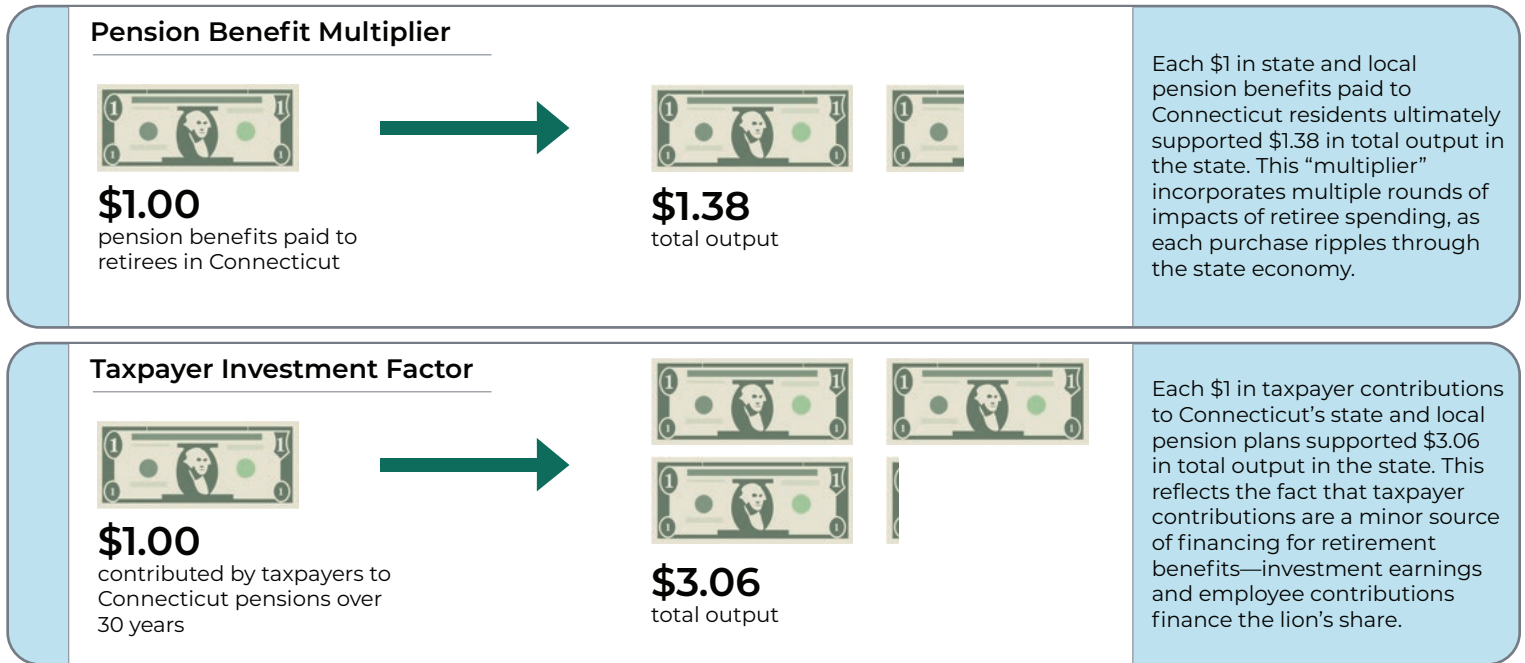 Pension Benefit Multiplier
$1.00
pension benefits paid to
retirees in Connecticut
$1.38
total output
Each $1 in state and local
pension benefits paid to
Connecticut residents ultimately
supported $1.38 in total output in
the state. This “multiplier”
incorporates multiple rounds of
impacts of retiree spending, as
each purchase ripples through
the state economy.
Taxpayer Investment Factor
$1.00
contributed by taxpayers to
Connecticut pensions over
30 years
$3.06
total output
Each $1 in taxpayer contributions
to Connecticut’s state and local
pension plans supported $3.06
in total output in the state. This
reflects the fact that taxpayer
contributions are a minor source
of financing for retirement
benefits—investment earnings
and employee contributions
finance the lion’s share.